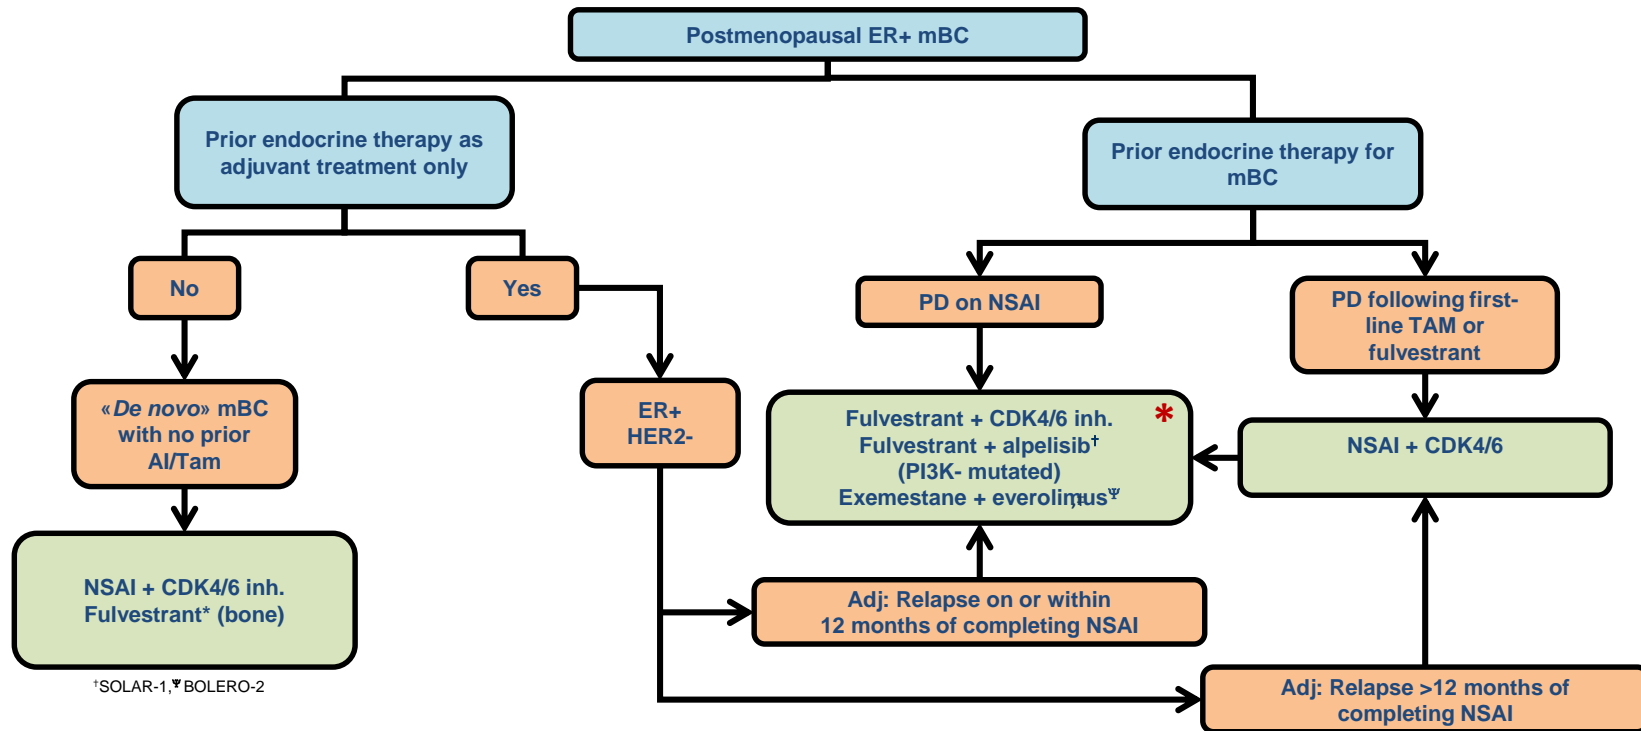 Postmenopausal ER+ mBC
Prior endocrine therapy as
adjuvant treatment only
Prior endocrine therapy for
mBC
No
Yes
PD on NSAI
PD following first-
line TAM or
fulvestrant
«De novo» mBC
with no prior
AI/Tam
ER+
HER2-
Fulvestrant + CDK4/6 inh. *
Fulvestrant + alpelisib†
(PI3K- mutated)
Exemestane + everolimusΨ
NSAI + CDK4/6
NSAI + CDK4/6 inh.
Fulvestrant* (bone)
Adj: Relapse on or within
12 months of completing NSAI
Adj: Relapse >12 months of
completing NSAI
†SOLAR-1,ΨBOLERO-2